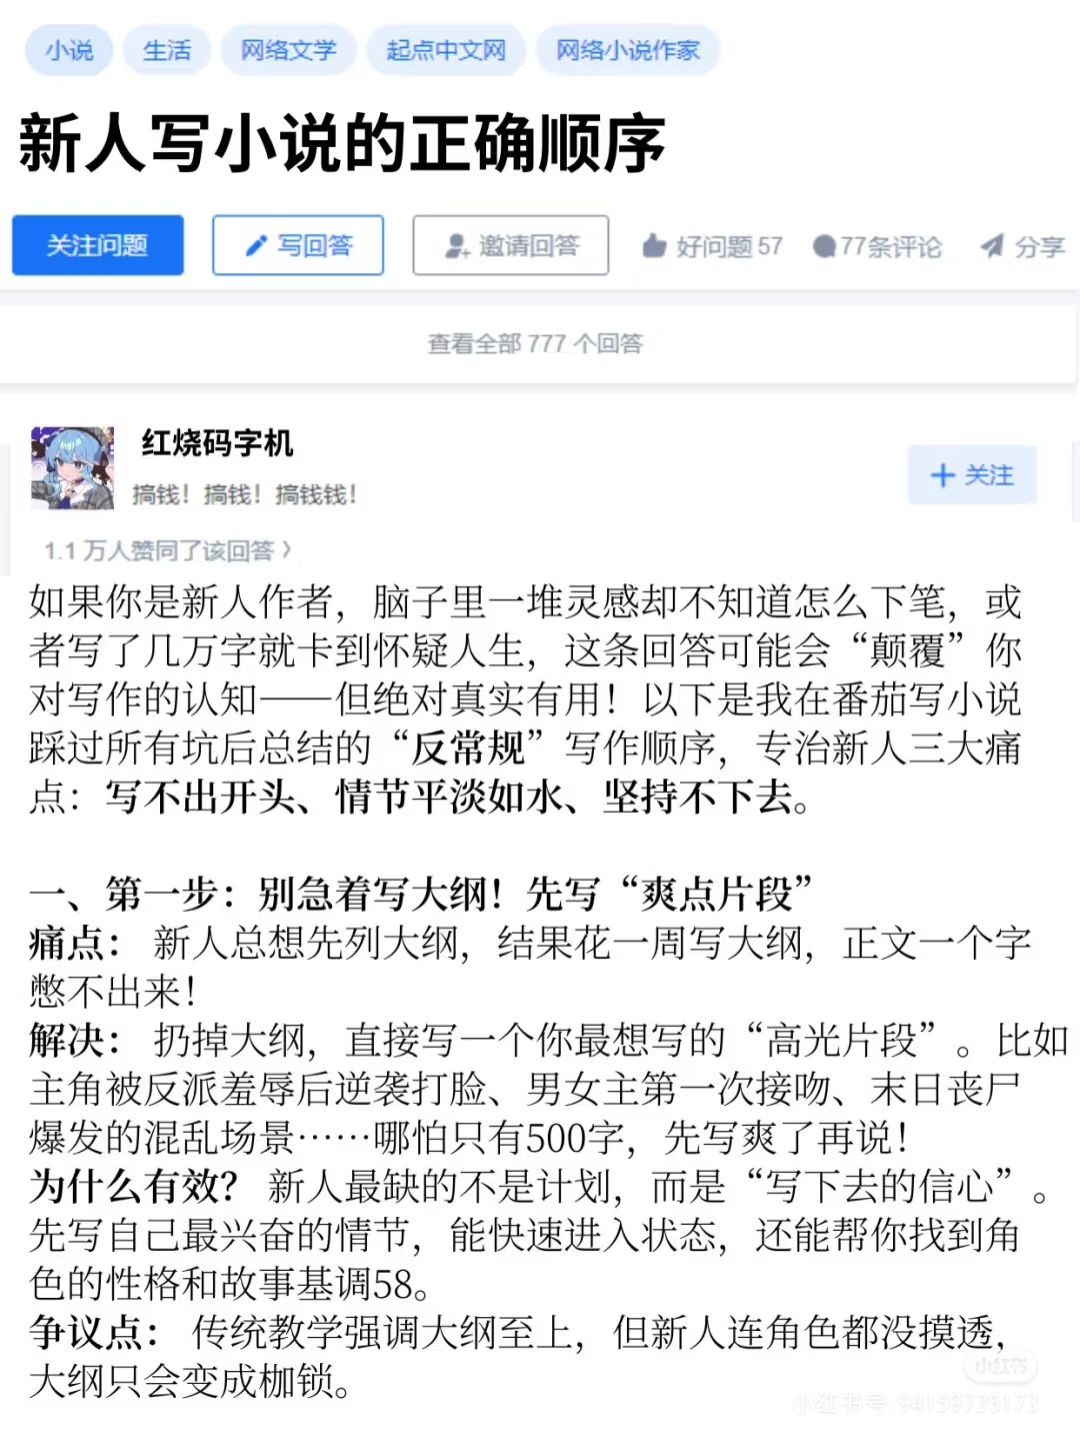 小说 生活 网络文学 起点中文网 网络小说作家
新人写小说的正确顺序
关注问题 写回答 邀请回答 好问题 57 77条评论 分享
查看全部 777 个回答
红烧码字机
搞钱！搞钱！搞钱钱！
+ 关注
1.1 万人赞同了该回答 〉
如果你是新人作者，脑子里一堆灵感却不知道怎么下笔，或
者写了几万字就卡到怀疑人生，这条回答可能会“颠覆”你
对写作的认知——但绝对真实有用！以下是我在番茄写小说
踩过所有坑后总结的“反常规”写作顺序，专治新人三大痛
点：写不出开头、情节平淡如水、坚持不下去。
一、第一步：别急着写大纲！先写“爽点片段”
痛点： 新人总想先列大纲，结果花一周写大纲，正文一个字
憋不出来！
解决： 扔掉大纲，直接写一个你最想写的“高光片段”。比如
主角被反派羞辱后逆袭打脸、男女主第一次接吻、末日丧尸
爆发的混乱场景……哪怕只有500字，先写爽了再说！
为什么有效？ 新人最缺的不是计划，而是“写下去的信心”。
先写自己最兴奋的情节，能快速进入状态，还能帮你找到角
色的性格和故事基调58。
争议点： 传统教学强调大纲至上，但新人连角色都没摸透，
大纲只会变成枷锁。
小红书
小红书号: 94159735173